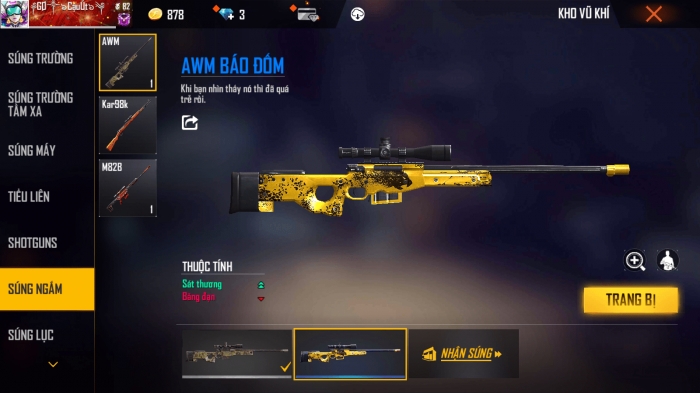 878
3
KHO VŨ KHÍ
SÚNG TRƯỜNG
SÚNG TRƯỜNG
TẦM XA
SÚNG MÁY
TIỂU LIÊN
SHOTGUNS
SÚNG NGẮM
SÚNG LỤC
AWM
1
Kar98k
M82B
1
AWM BÁO ĐỐM
Khi bạn nhìn thấy nó thì đã quá
trễ rồi.
THUỘC TÍNH
Sát thương
Băng đạn
TRANG BỊ
NHẬN SÚNG